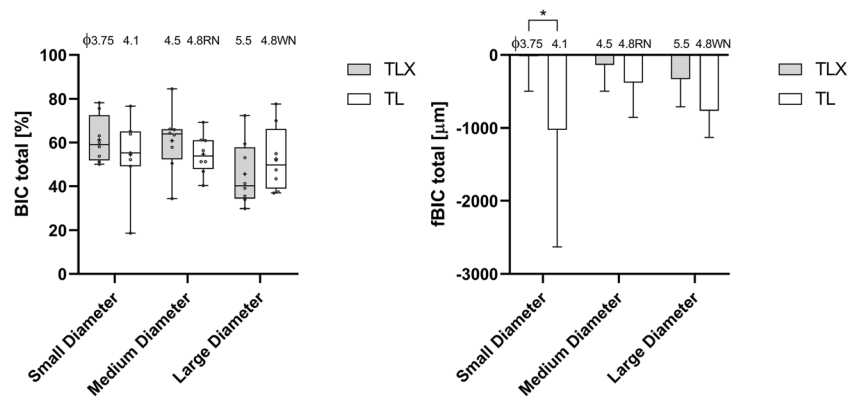 ϕ3.75 4.1 4.5 4.8RN 5.5 4.8WN
100
80
60
40
20
0
BIC total [%]
Small Diameter
Medium Diameter
Large Diameter
TLX
TL
*
ϕ3.75 4.1 4.5 4.8RN 5.5 4.8WN
0
-1000
-2000
-3000
fBIC total [μm]
Small Diameter
Medium Diameter
Large Diameter
TLX
TL